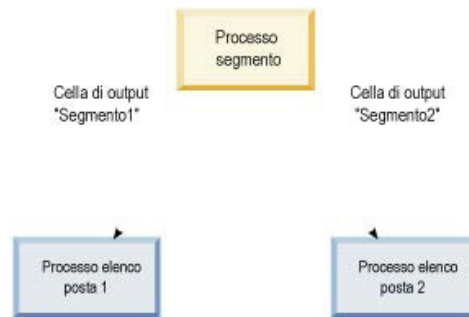 Processo
segmento
Cella di output
"Segmento1"
Cella di output
"Segmento2"
Processo elenco
posta 1
Processo elenco
posta 2